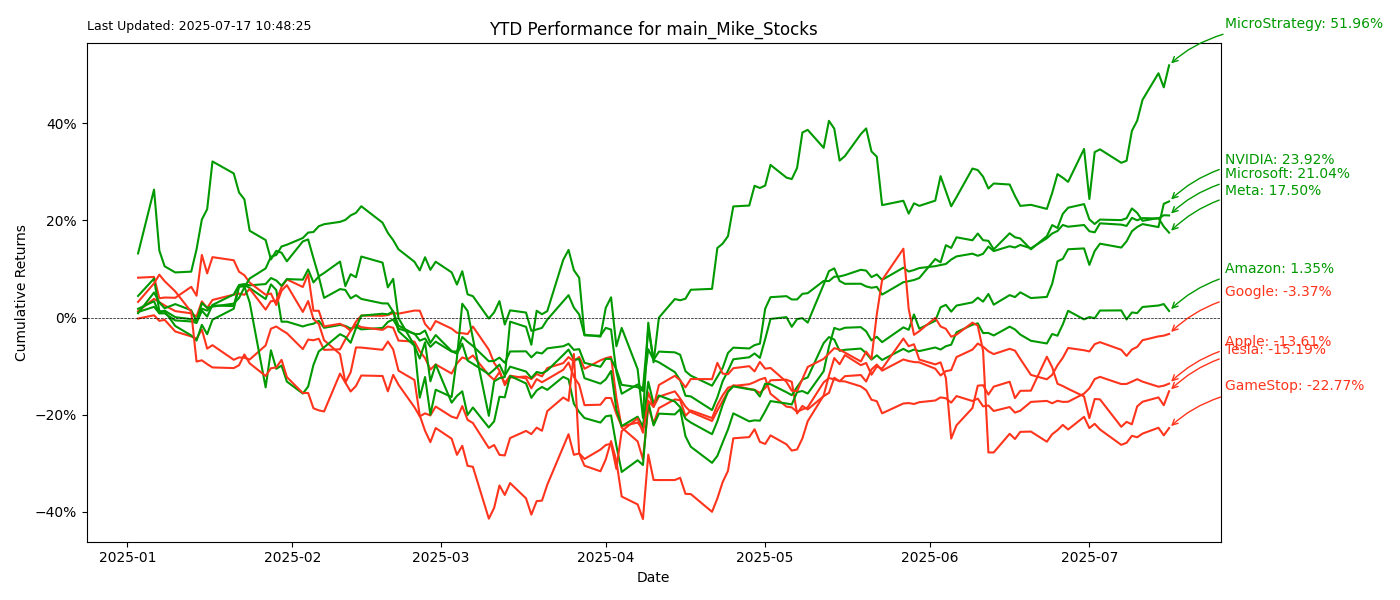 Last Updated: 2025-07-17 10:48:25
YTD Performance for main_Mike_Stocks
MicroStrategy: 51.96%
NVIDIA: 23.92%
Microsoft: 21.04%
Meta: 17.50%
Amazon: 1.35%
Google: -3.37%
Apple: -13.61%
Tesla: -15.19%
GameStop: -22.77%
Cumulative Returns
40%
20%
0%
−20%
−40%
2025-01
2025-02
2025-03
2025-04
2025-05
2025-06
2025-07
Date